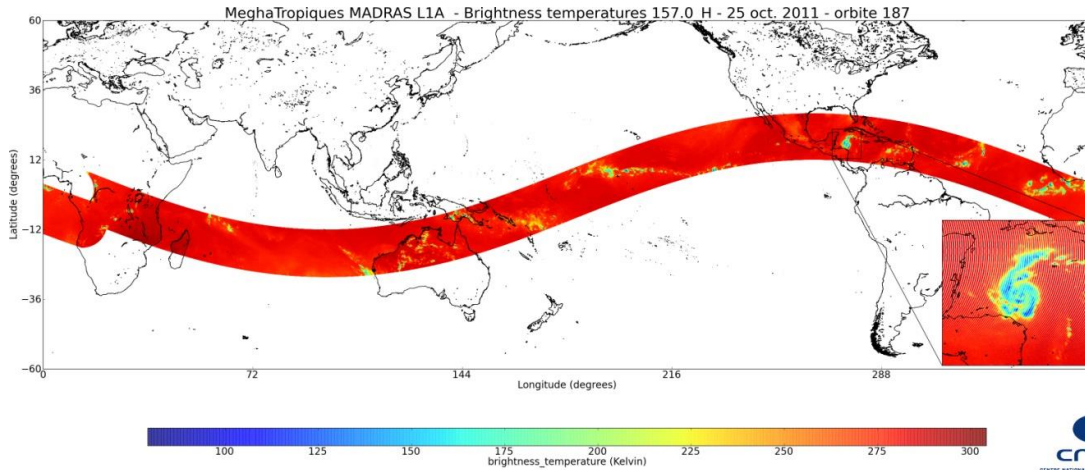 MeghaTropiques MADRAS L1A - Brightness temperatures 157.0 H - 25 oct. 2011 - orbite 187
60
36
12
−12
−36
−60
Latitude (degrees)
0 72 144 216 288
Longitude (degrees)
100 125 150 175 200 225 250 275 300
brightness_temperature (Kelvin)